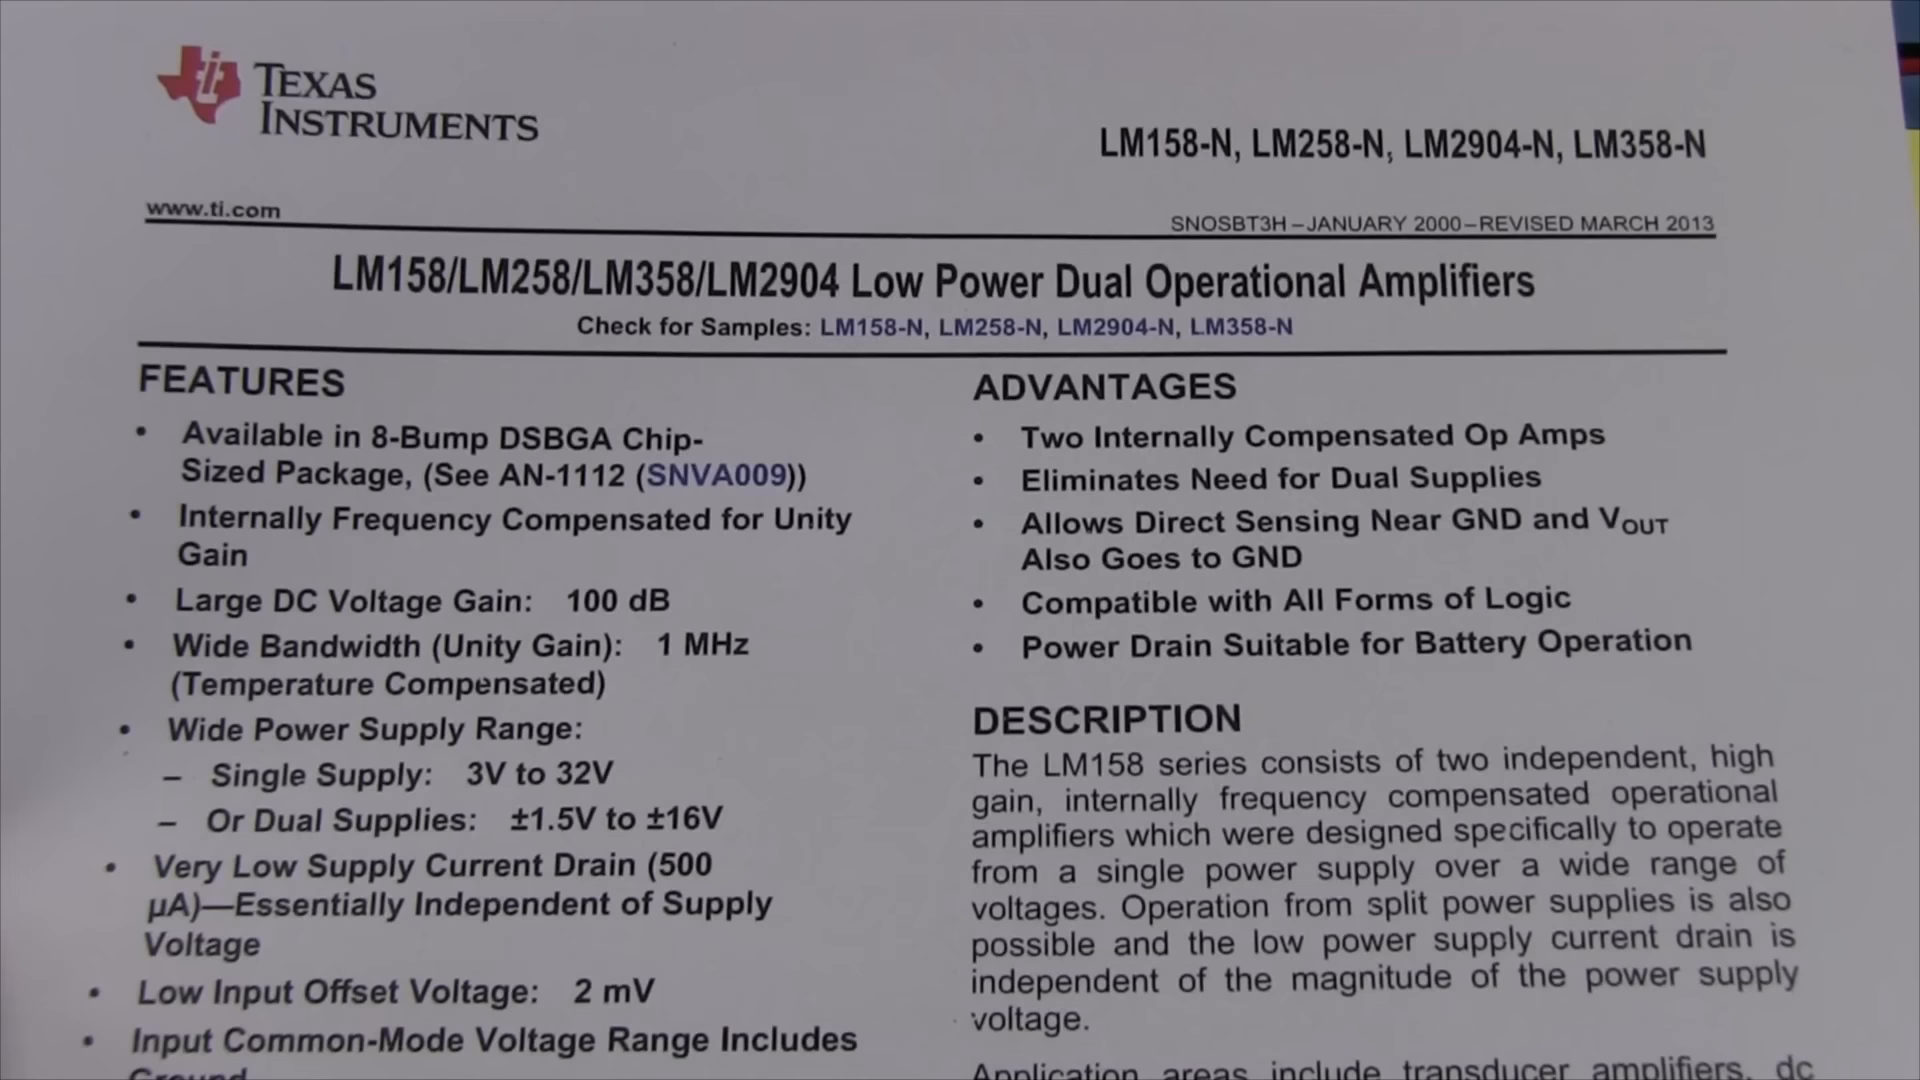 TEXAS
INSTRUMENTS
LM158-N, LM258-N, LM2904-N, LM358-N
www.ti.com
SNOSBT3H–JANUARY 2000–REVISED MARCH 2013
LM158/LM258/LM358/LM2904 Low Power Dual Operational Amplifiers
Check for Samples: LM158-N, LM258-N, LM2904-N, LM358-N
FEATURES
• Available in 8-Bump DSBGA Chip-
Sized Package, (See AN-1112 (SNVA009))
• Internally Frequency Compensated for Unity
Gain
• Large DC Voltage Gain: 100 dB
• Wide Bandwidth (Unity Gain): 1 MHz
(Temperature Compensated)
• Wide Power Supply Range:
– Single Supply: 3V to 32V
– Or Dual Supplies: ±1.5V to ±16V
• Very Low Supply Current Drain (500
μA)—Essentially Independent of Supply
Voltage
• Low Input Offset Voltage: 2 mV
• Input Common-Mode Voltage Range Includes
Ground
ADVANTAGES
• Two Internally Compensated Op Amps
• Eliminates Need for Dual Supplies
• Allows Direct Sensing Near GND and VOUT
Also Goes to GND
• Compatible with All Forms of Logic
• Power Drain Suitable for Battery Operation
DESCRIPTION
The LM158 series consists of two independent, high
gain, internally frequency compensated operational
amplifiers which were designed specifically to operate
from a single power supply over a wide range of
voltages. Operation from split power supplies is also
possible and the low power supply current drain is
independent of the magnitude of the power supply
voltage.
Application areas include transducer amplifiers, dc